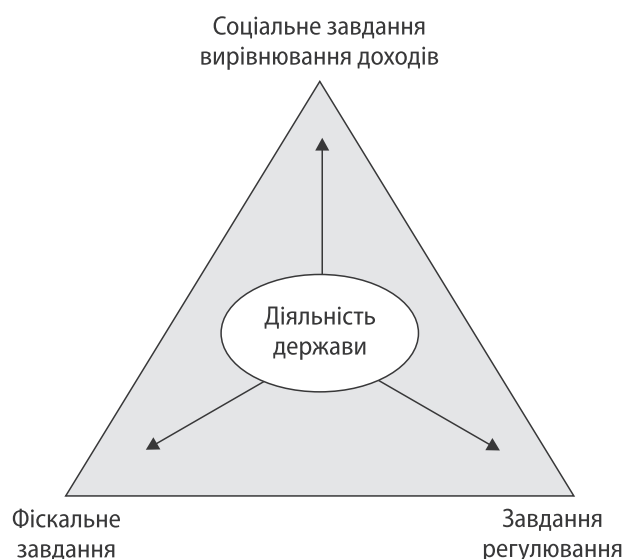 Соціальне завдання
вирівнювання доходів
Діяльність
держави
Фіскальне
завдання
Завдання
регулювання